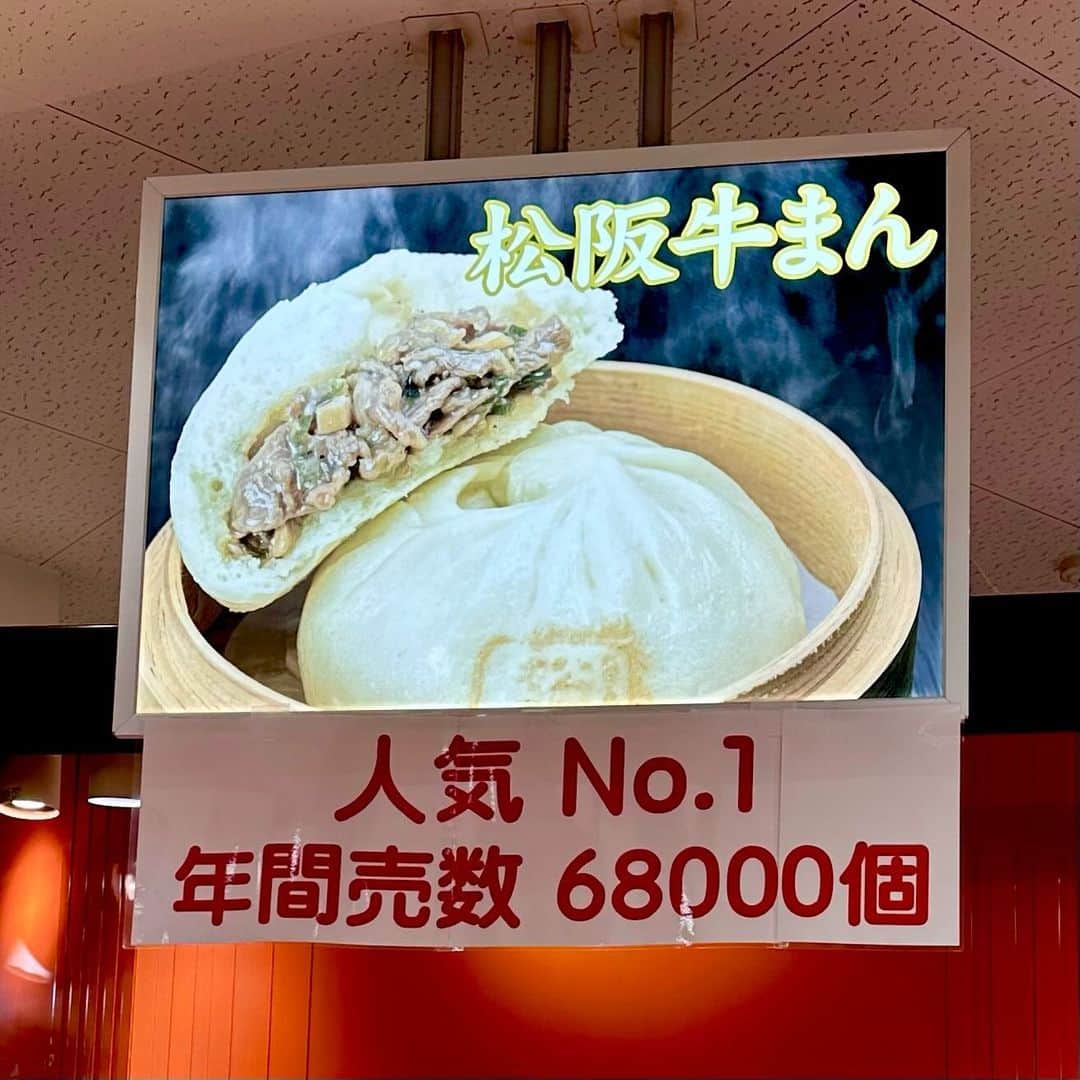 松阪牛まん
人気 No.1
年間売数 68000個